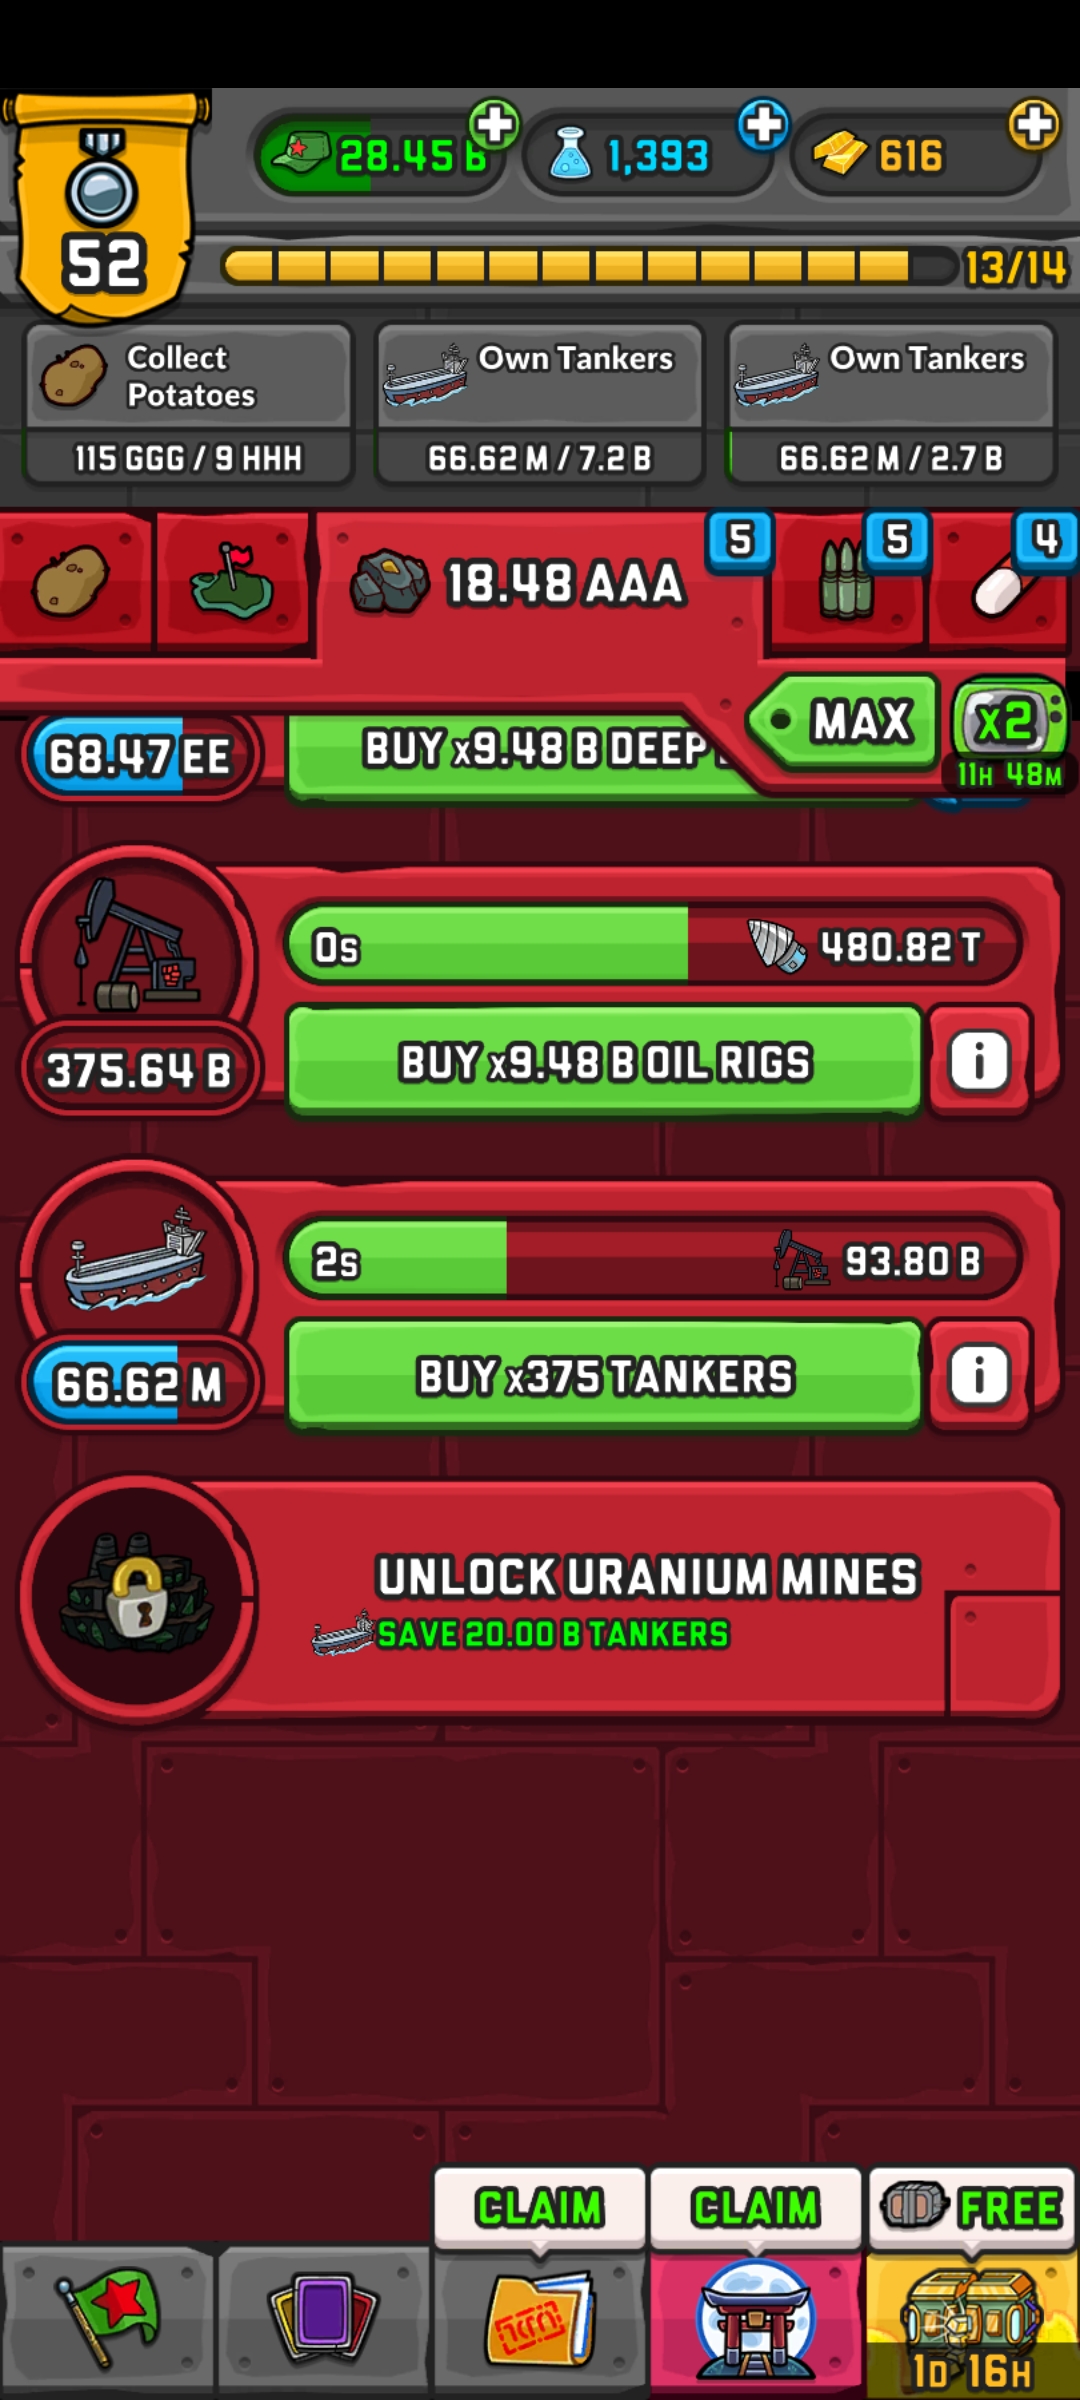 28.45 B
1,393
616
52
13/14
Collect
Potatoes
115 GGG / 9 HHH
Own Tankers
66.62 M / 7.2 B
Own Tankers
66.62 M / 2.7 B
18.48 AAA
5
5
4
MAX
x2
11H 48M
68.47 EE
BUY x9.48 B DEEP
0s
480.82 T
375.64 B
BUY x9.48 B OIL RIGS
i
2s
93.80 B
66.62 M
BUY x375 TANKERS
i
UNLOCK URANIUM MINES
SAVE 20.00 B TANKERS
CLAIM
CLAIM
FREE
1D 16H